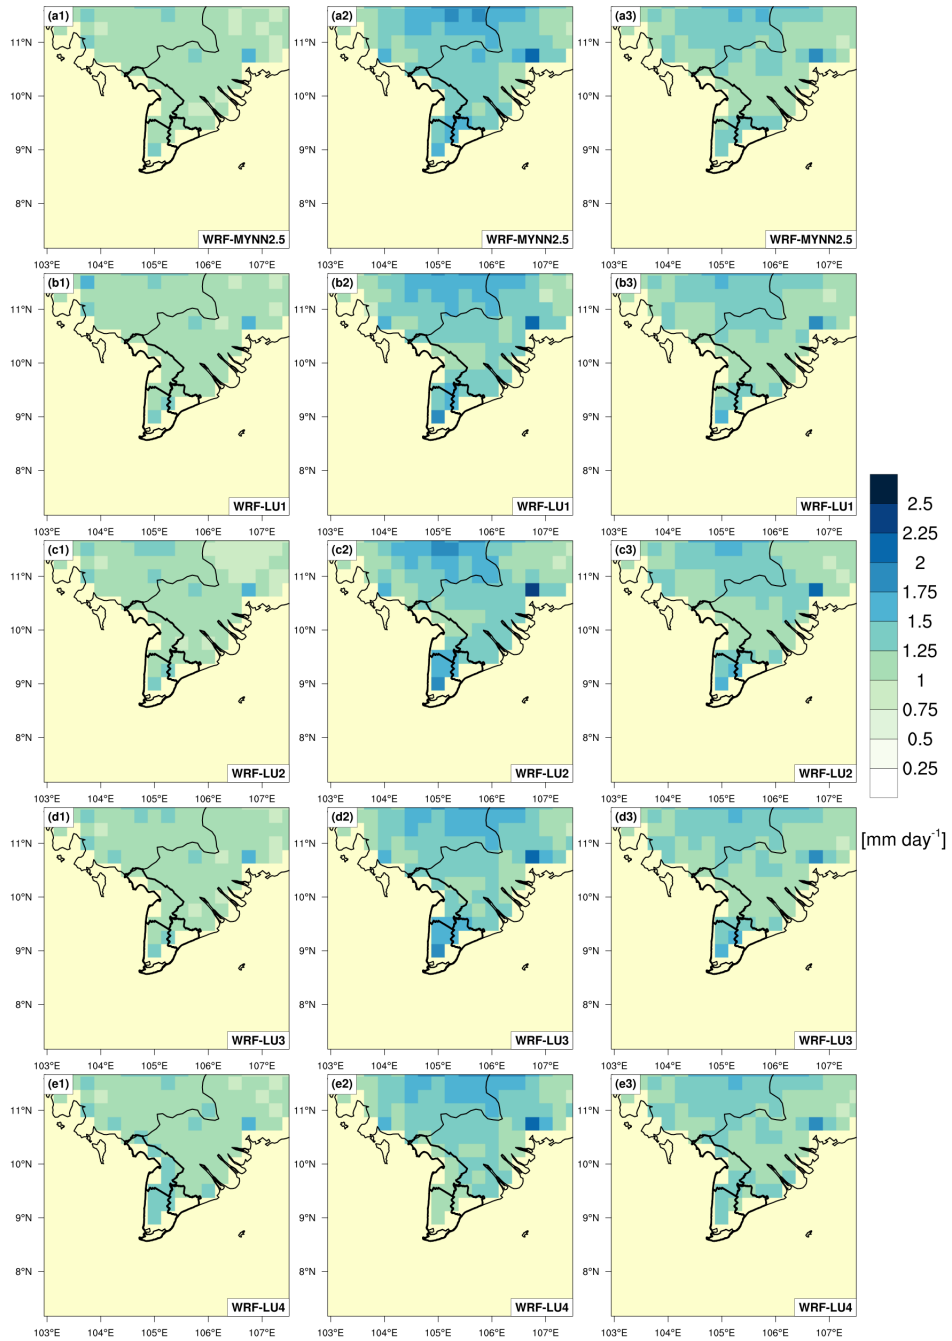 (a1) (a2) (a3)
11°N 11°N 11°N
10°N 10°N 10°N
9°N 9°N 9°N
8°N 8°N 8°N
WRF-MYNN2.5 WRF-MYNN2.5 WRF-MYNN2.5
103°E 104°E 105°E 106°E 107°E 103°E 104°E 105°E 106°E 107°E 103°E 104°E 105°E 106°E 107°E
(b1) (b2) (b3)
11°N 11°N 11°N
10°N 10°N 10°N
9°N 9°N 9°N
8°N 8°N 8°N
WRF-LU1 WRF-LU1 WRF-LU1
103°E 104°E 105°E 106°E 107°E 103°E 104°E 105°E 106°E 107°E 103°E 104°E 105°E 106°E 107°E
(c1) (c2) (c3)
11°N 11°N 11°N
10°N 10°N 10°N
9°N 9°N 9°N
8°N 8°N 8°N
WRF-LU2 WRF-LU2 WRF-LU2
103°E 104°E 105°E 106°E 107°E 103°E 104°E 105°E 106°E 107°E 103°E 104°E 105°E 106°E 107°E
(d1) (d2) (d3)
11°N 11°N 11°N
10°N 10°N 10°N
9°N 9°N 9°N
8°N 8°N 8°N
WRF-LU3 WRF-LU3 WRF-LU3
103°E 104°E 105°E 106°E 107°E 103°E 104°E 105°E 106°E 107°E 103°E 104°E 105°E 106°E 107°E
(e1) (e2) (e3)
11°N 11°N 11°N
10°N 10°N 10°N
9°N 9°N 9°N
8°N 8°N 8°N
WRF-LU4 WRF-LU4 WRF-LU4
103°E 104°E 105°E 106°E 107°E 103°E 104°E 105°E 106°E 107°E 103°E 104°E 105°E 106°E 107°E
2.5
2.25
2
1.75
1.5
1.25
1
0.75
0.5
0.25
[mm day⁻¹]